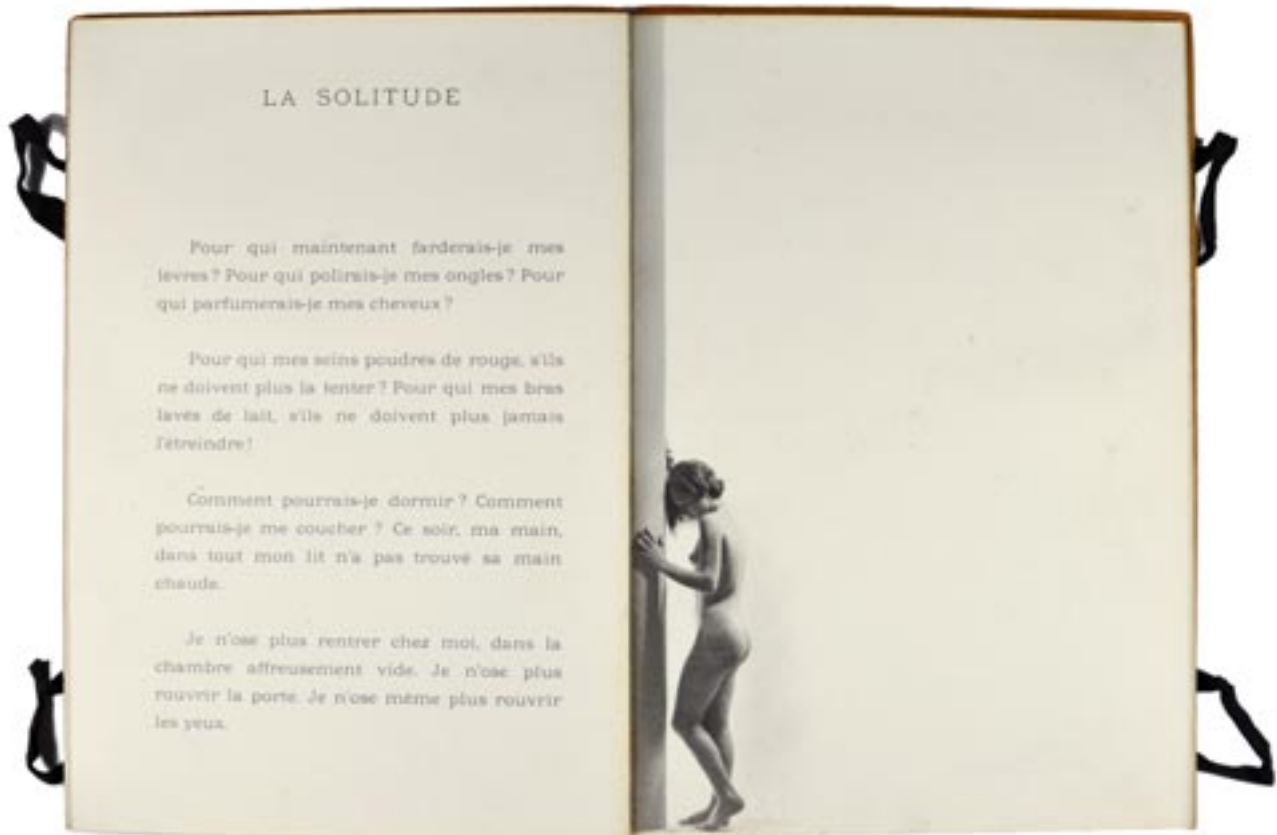 LA SOLITUDE
Pour qui maintenant farderais-je mes
lèvres ? Pour qui polirais-je mes ongles ? Pour
qui parfumerais-je mes cheveux ?
Pour qui mes seins poudrés de rouge, s'ils
ne doivent plus la tenter ? Pour qui mes bras
lavés de lait, s'ils ne doivent plus jamais
l'étreindre !
Comment pourrais-je dormir ? Comment
pourrais-je me coucher ? Ce soir, ma main,
dans tout mon lit n'a pas trouvé sa main
chaude.
Je n'ose plus rentrer chez moi, dans la
chambre affreusement vide. Je n'ose plus
rouvrir la porte. Je n'ose même plus rouvrir
les yeux.